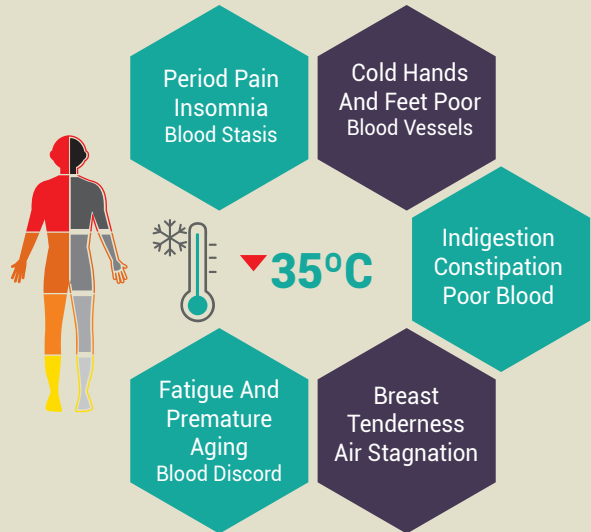 Period Pain
Insomnia
Blood Stasis
Cold Hands
And Feet Poor
Blood Vessels
Indigestion
Constipation
Poor Blood
35ºC
Fatigue And
Premature
Aging
Blood Discord
Breast
Tenderness
Air Stagnation